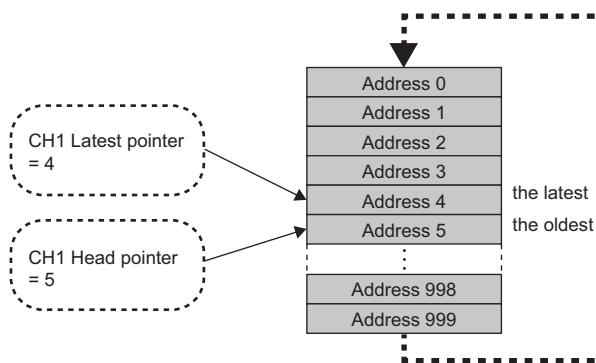 Address 0
Address 1
Address 2
Address 3
Address 4
Address 5
Address 998
Address 999
CH1 Latest pointer
= 4
CH1 Head pointer
= 5
the latest
the oldest